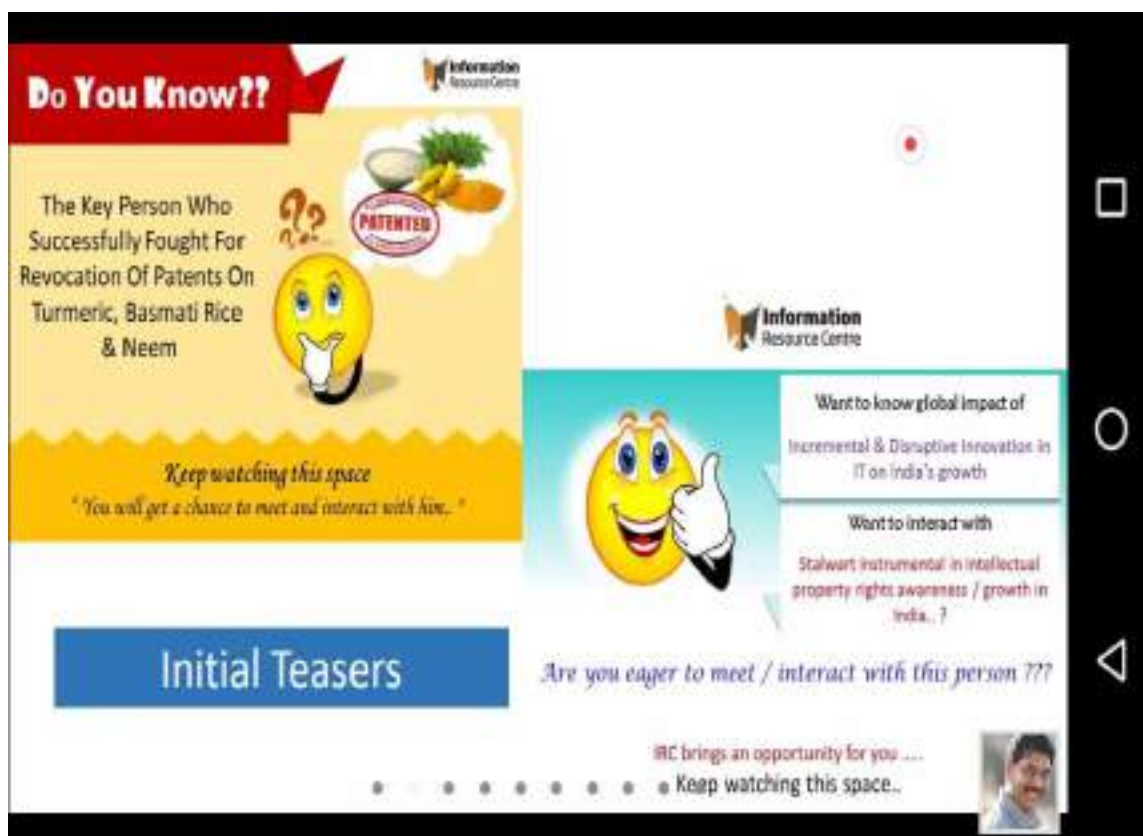 Do You Know??
Information
Resource Centre
The Key Person Who
Successfully Fought For
Revocation Of Patents On
Turmeric, Basmati Rice
& Neem
??
??...
PATENTED
Keep watching this space
" You will get a chance to meet and interact with him.. "
Initial Teasers
Information
Resource Centre
Want to know global impact of
Incremental & Disruptive Innovation in
IT on India's growth
Want to interact with
Stalwart instrumental in intellectual
property rights awareness / growth in
India.. ?
Are you eager to meet / interact with this person ???
IRC brings an opportunity for you ....
Keep watching this space..